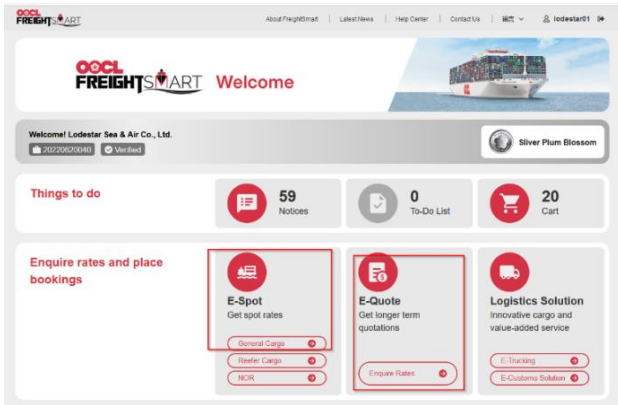 OOCL
FREIGHTSMART
About FreightSmart
Latest News
Help Center
Contact Us
語言
lodestar01
OOCL
FREIGHTSMART Welcome
Welcome! Lodestar Sea & Air Co., Ltd.
20220620040 Verified
Sliver Plum Blossom
Things to do
59
Notices
0
To-Do List
20
Cart
Enquire rates and place
bookings
E-Spot
Get spot rates
General Cargo
Reefer Cargo
NOR
E-Quote
Get longer term
quotations
Enquire Rates
Logistics Solution
Innovative cargo and
value-added service
E-Trucking
E-Customs Solution